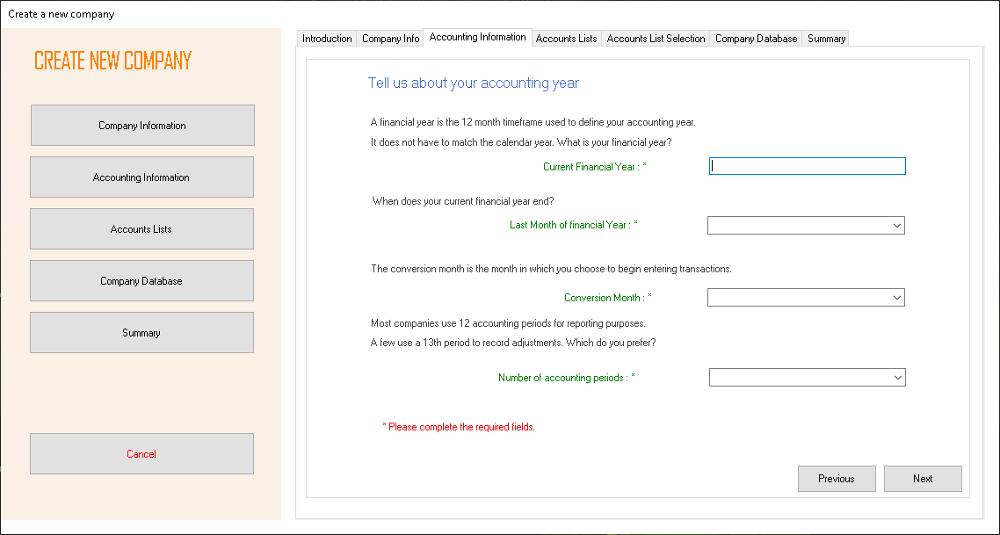 Create a new company
CREATE NEW COMPANY
Company Information
Accounting Information
Accounts Lists
Company Database
Summary
Cancel
Introduction Company Info Accounting Information Accounts Lists Accounts List Selection Company Database Summary
Tell us about your accounting year
A financial year is the 12 month timeframe used to define your accounting year.
It does not have to match the calendar year. What is your financial year?
Current Financial Year : *
When does your current financial year end?
Last Month of financial Year : *
The conversion month is the month in which you choose to begin entering transactions.
Conversion Month : *
Most companies use 12 accounting periods for reporting purposes.
A few use a 13th period to record adjustments. Which do you prefer?
Number of accounting periods : *
* Please complete the required fields.
Previous Next